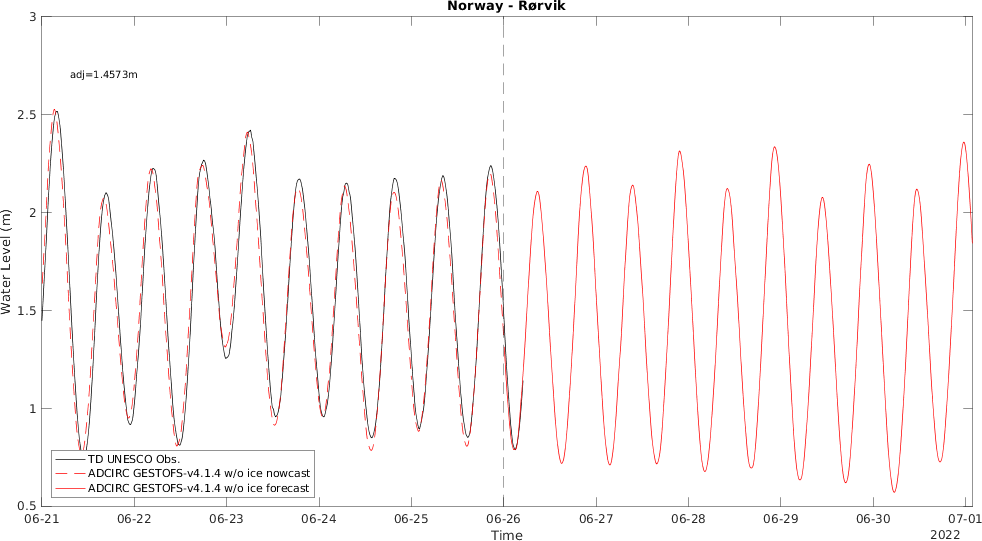 Norway - Rørvik
3
adj=1.4573m
2.5
2
Water Level (m)
1.5
1
TD UNESCO Obs.
ADCIRC GESTOFS-v4.1.4 w/o ice nowcast
ADCIRC GESTOFS-v4.1.4 w/o ice forecast
0.5
06-21 06-22 06-23 06-24 06-25 06-26 06-27 06-28 06-29 06-30 07-01
Time
2022